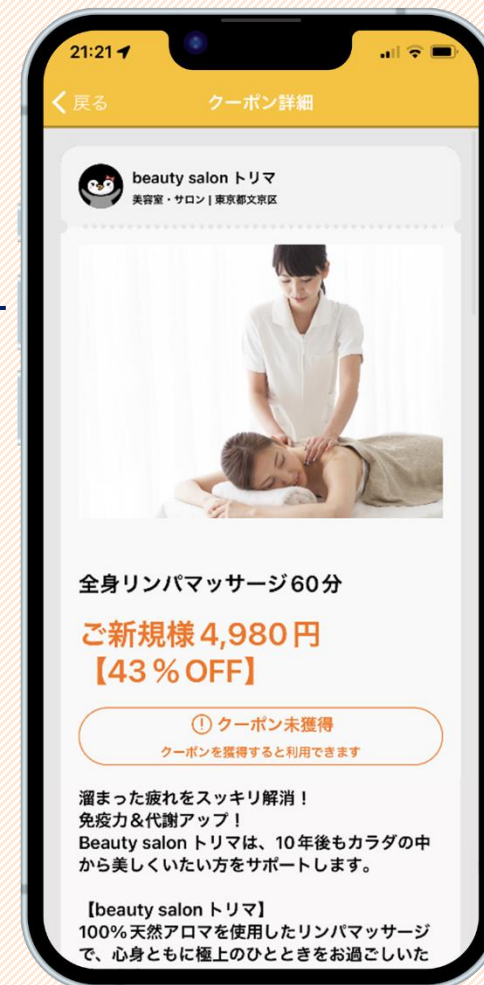 21:21
戻る
クーポン詳細
beauty salon トリマ
美容室・サロン | 東京都文京区
全身リンパマッサージ60分
ご新規様 4,980 円
【43 % OFF】
クーポン未獲得
クーポンを獲得すると利用できます
溜まった疲れをスッキリ解消！
免疫力＆代謝アップ！
Beauty salon トリマは、10年後もカラダの中
から美しくいたい方をサポートします。
【beauty salon トリマ】
100%天然アロマを使用したリンパマッサージ
で、心身ともに極上のひとときをお過ごしいた